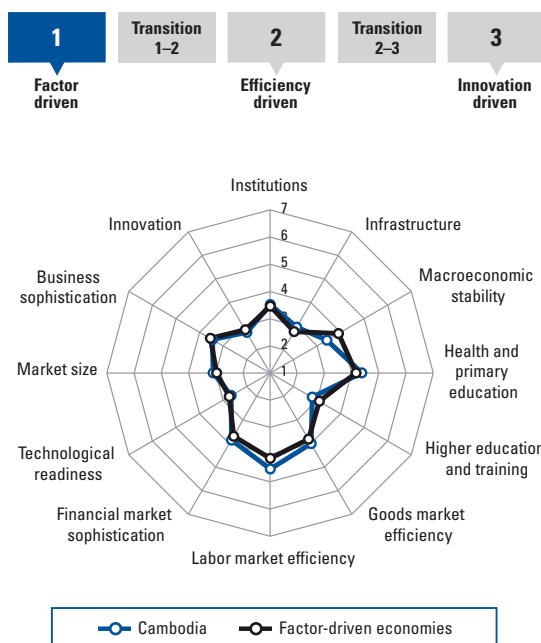 1
Transition
1–2
2
Transition
2–3
3
Factor
driven
Efficiency
driven
Innovation
driven
Institutions
7
Innovation
Infrastructure
6
5
Business
sophistication
Macroeconomic
stability
4
3
2
Market size
1
Health and
primary
education
Technological
readiness
Higher education
and training
Financial market
sophistication
Goods market
efficiency
Labor market efficiency
Cambodia
Factor-driven economies